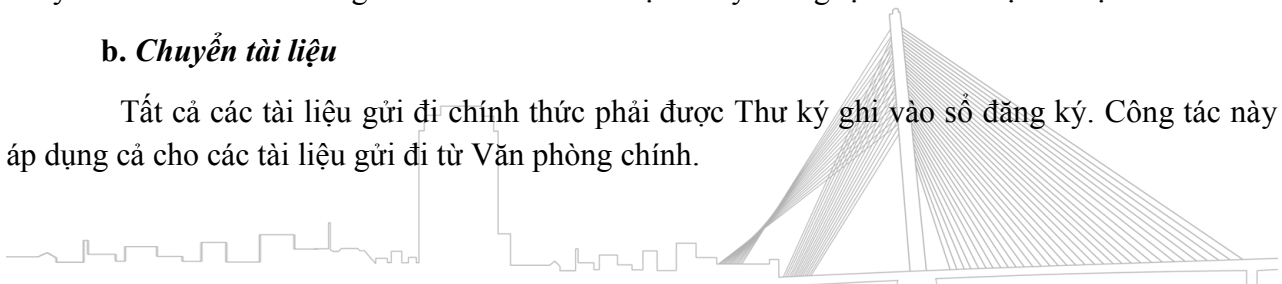 b. Chuyển tài liệu
Tất cả các tài liệu gửi đi chính thức phải được Thư ký ghi vào sổ đăng ký. Công tác này
áp dụng cả cho các tài liệu gửi đi từ Văn phòng chính.